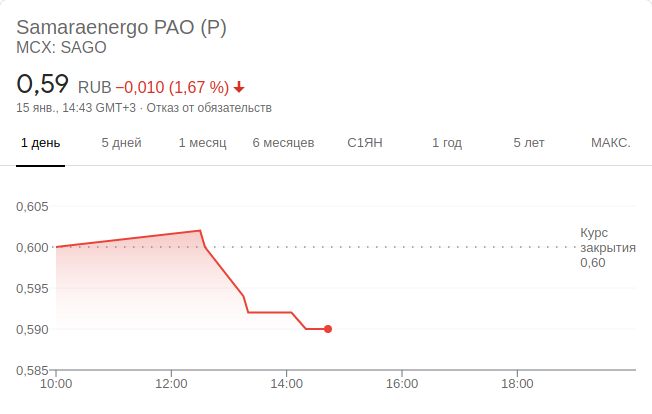 Samaraenergo PAO (P)
MCX: SAGO
0,59 RUB −0,010 (1,67 %)
15 янв., 14:43 GMT+3 · Отказ от обязательств
1 день 5 дней 1 месяц 6 месяцев С1ЯН 1 год 5 лет МАКС.
0,605
0,600
0,595
0,590
0,585
Курс
закрытия
0,60
10:00 12:00 14:00 16:00 18:00